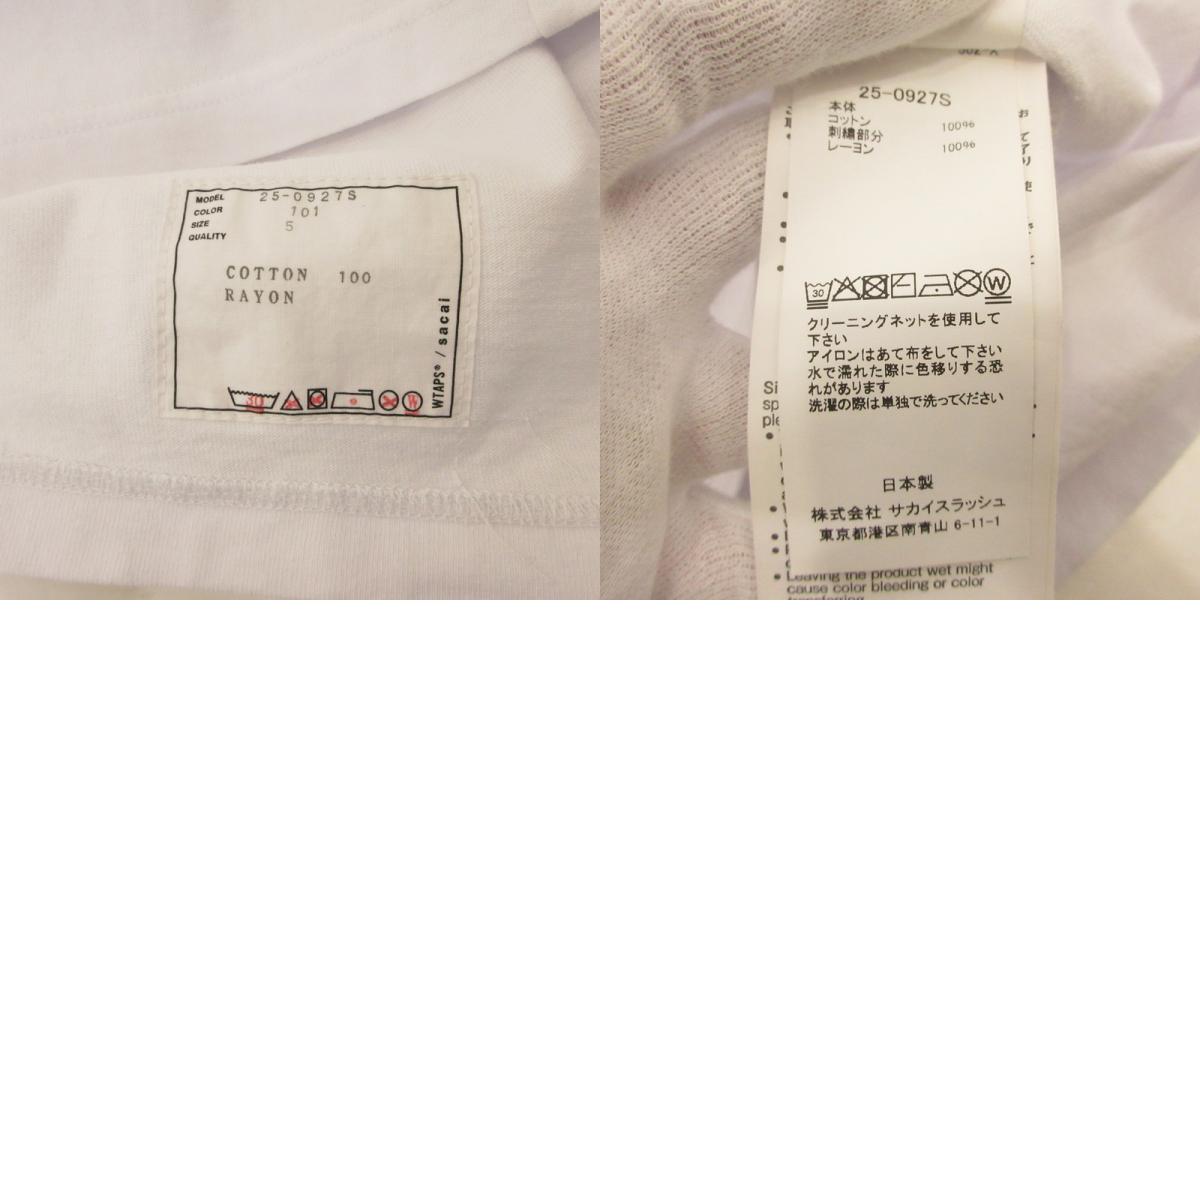 MODEL 25-0927S
COLOR 101
SIZE 5
QUALITY
COTTON 100
RAYON
WTAPS® / sacai
30
W
25-0927S
本体
コットン 100%
刺繍部分
レーヨン 100%
30
W
クリーニングネットを使用して
下さい
アイロンはあて布をして下さい
水で濡れた際に色移りする恐
れがあります
洗濯の際は単独で洗ってください
日本製
株式会社 サカイスラッシュ
東京都港区南青山 6-11-1
Si
sp
ple
• Leaving the product wet might
cause color bleeding or color
transferring